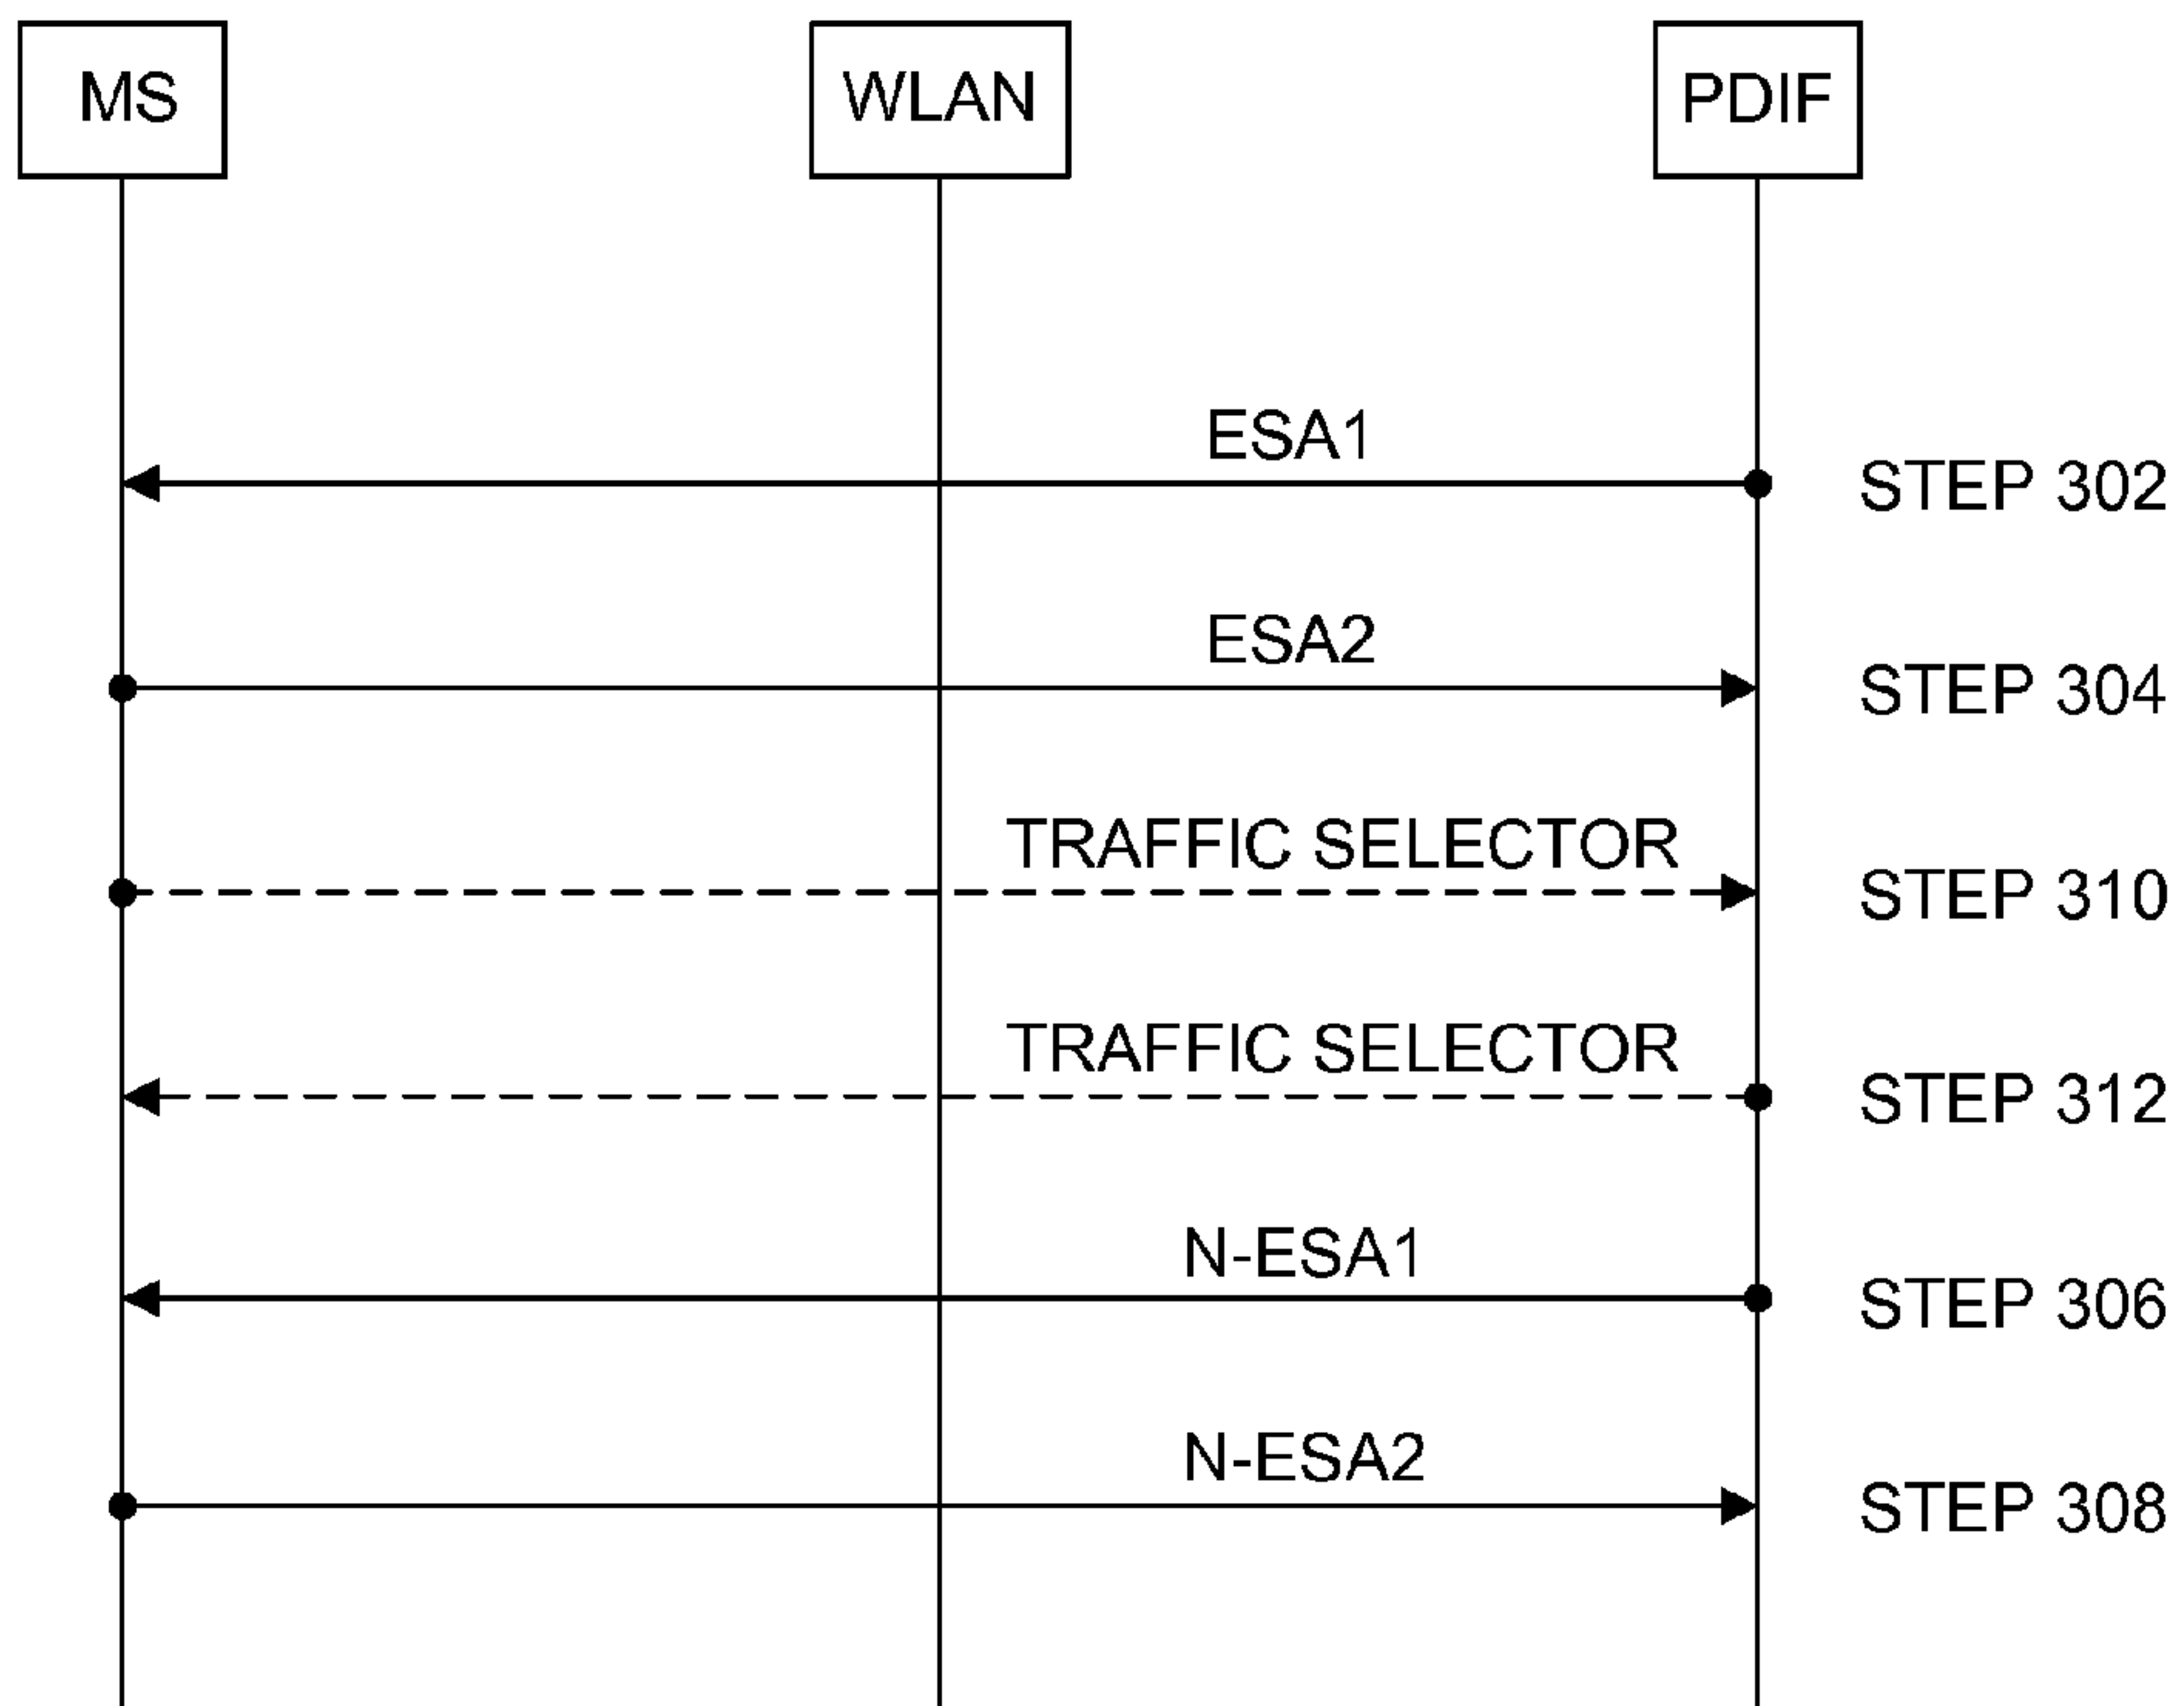 MS
WLAN
PDIF
ESA1
STEP 302
ESA2
STEP 304
TRAFFIC SELECTOR
STEP 310
TRAFFIC SELECTOR
STEP 312
N-ESA1
STEP 306
N-ESA2
STEP 308